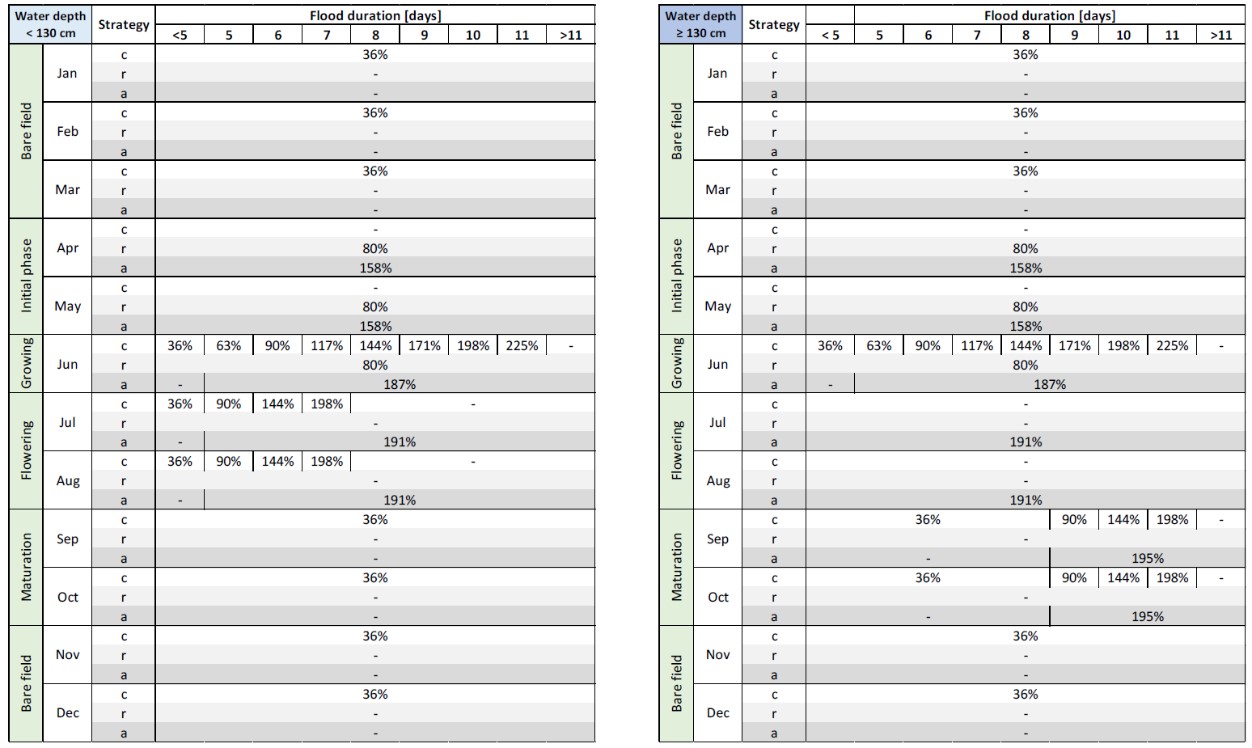 Water depth < 130 cm Strategy Flood duration [days]
<5 5 6 7 8 9 10 11 >11
Bare field
Jan
c 36%
r -
a -
Feb
c 36%
r -
a -
Mar
c 36%
r -
a -
Initial phase
Apr
c -
r 80%
a 158%
May
c -
r 80%
a 158%
Growing
Jun
c 36% 63% 90% 117% 144% 171% 198% 225% -
r 80%
a - 187%
Flowering
Jul
c 36% 90% 144% 198% -
r -
a - 191%
Aug
c 36% 90% 144% 198% -
r -
a - 191%
Maturation
Sep
c 36%
r -
a -
Oct
c 36%
r -
a -
Bare field
Nov
c 36%
r -
a -
Dec
c 36%
r -
a -
Water depth ≥ 130 cm Strategy Flood duration [days]
< 5 5 6 7 8 9 10 11 >11
Bare field
Jan
c 36%
r -
a -
Feb
c 36%
r -
a -
Mar
c 36%
r -
a -
Initial phase
Apr
c -
r 80%
a 158%
May
c -
r 80%
a 158%
Growing
Jun
c 36% 63% 90% 117% 144% 171% 198% 225% -
r 80%
a - 187%
Flowering
Jul
c -
r -
a 191%
Aug
c -
r -
a 191%
Maturation
Sep
c 36% 90% 144% 198% -
r -
a - 195%
Oct
c 36% 90% 144% 198% -
r -
a - 195%
Bare field
Nov
c 36%
r -
a -
Dec
c 36%
r -
a -